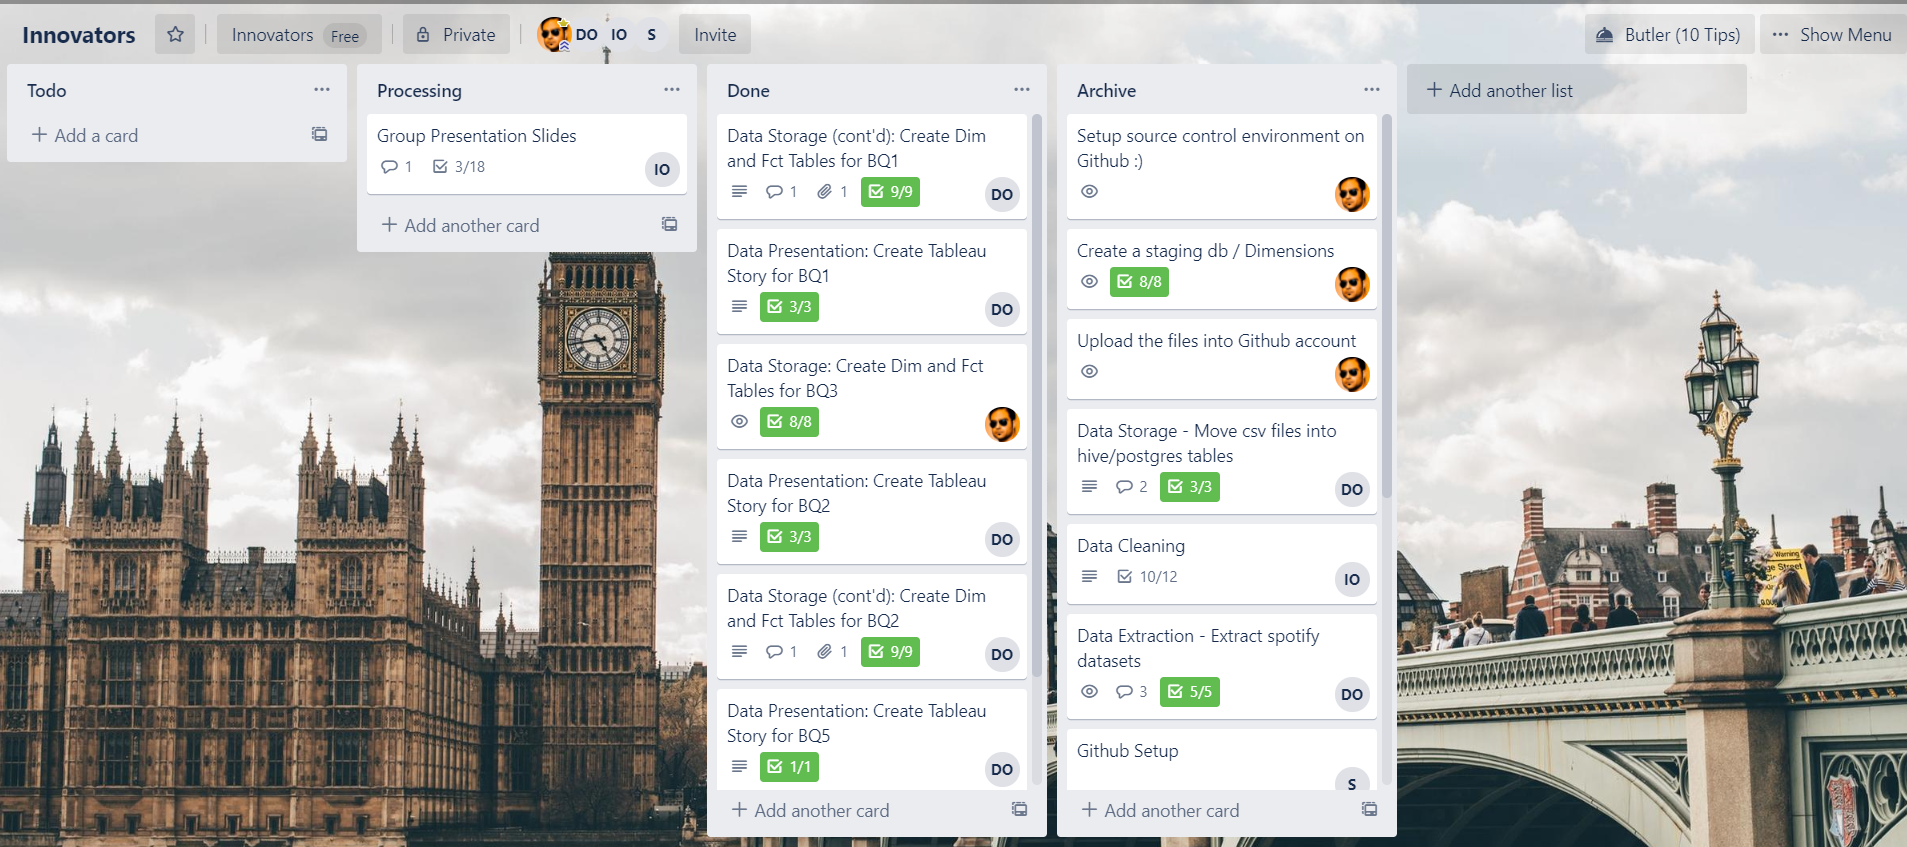 Innovators
Innovators Free
Private
DO IO S
Invite
Butler (10 Tips)
Show Menu
Todo
Add a card
Processing
Group Presentation Slides
1 3/18
IO
Add another card
Done
Data Storage (cont'd): Create Dim
and Fct Tables for BQ1
1 1 9/9
DO
Data Presentation: Create Tableau
Story for BQ1
3/3
DO
Data Storage: Create Dim and Fct
Tables for BQ3
8/8
Data Presentation: Create Tableau
Story for BQ2
3/3
DO
Data Storage (cont'd): Create Dim
and Fct Tables for BQ2
1 1 9/9
DO
Data Presentation: Create Tableau
Story for BQ5
1/1
DO
Add another card
Archive
Setup source control environment on
Github :)
Create a staging db / Dimensions
8/8
Upload the files into Github account
Data Storage - Move csv files into
hive/postgres tables
2 3/3
DO
Data Cleaning
10/12
IO
Data Extraction - Extract spotify
datasets
3 5/5
DO
Github Setup
S
Add another card
Add another list
Warning
Street